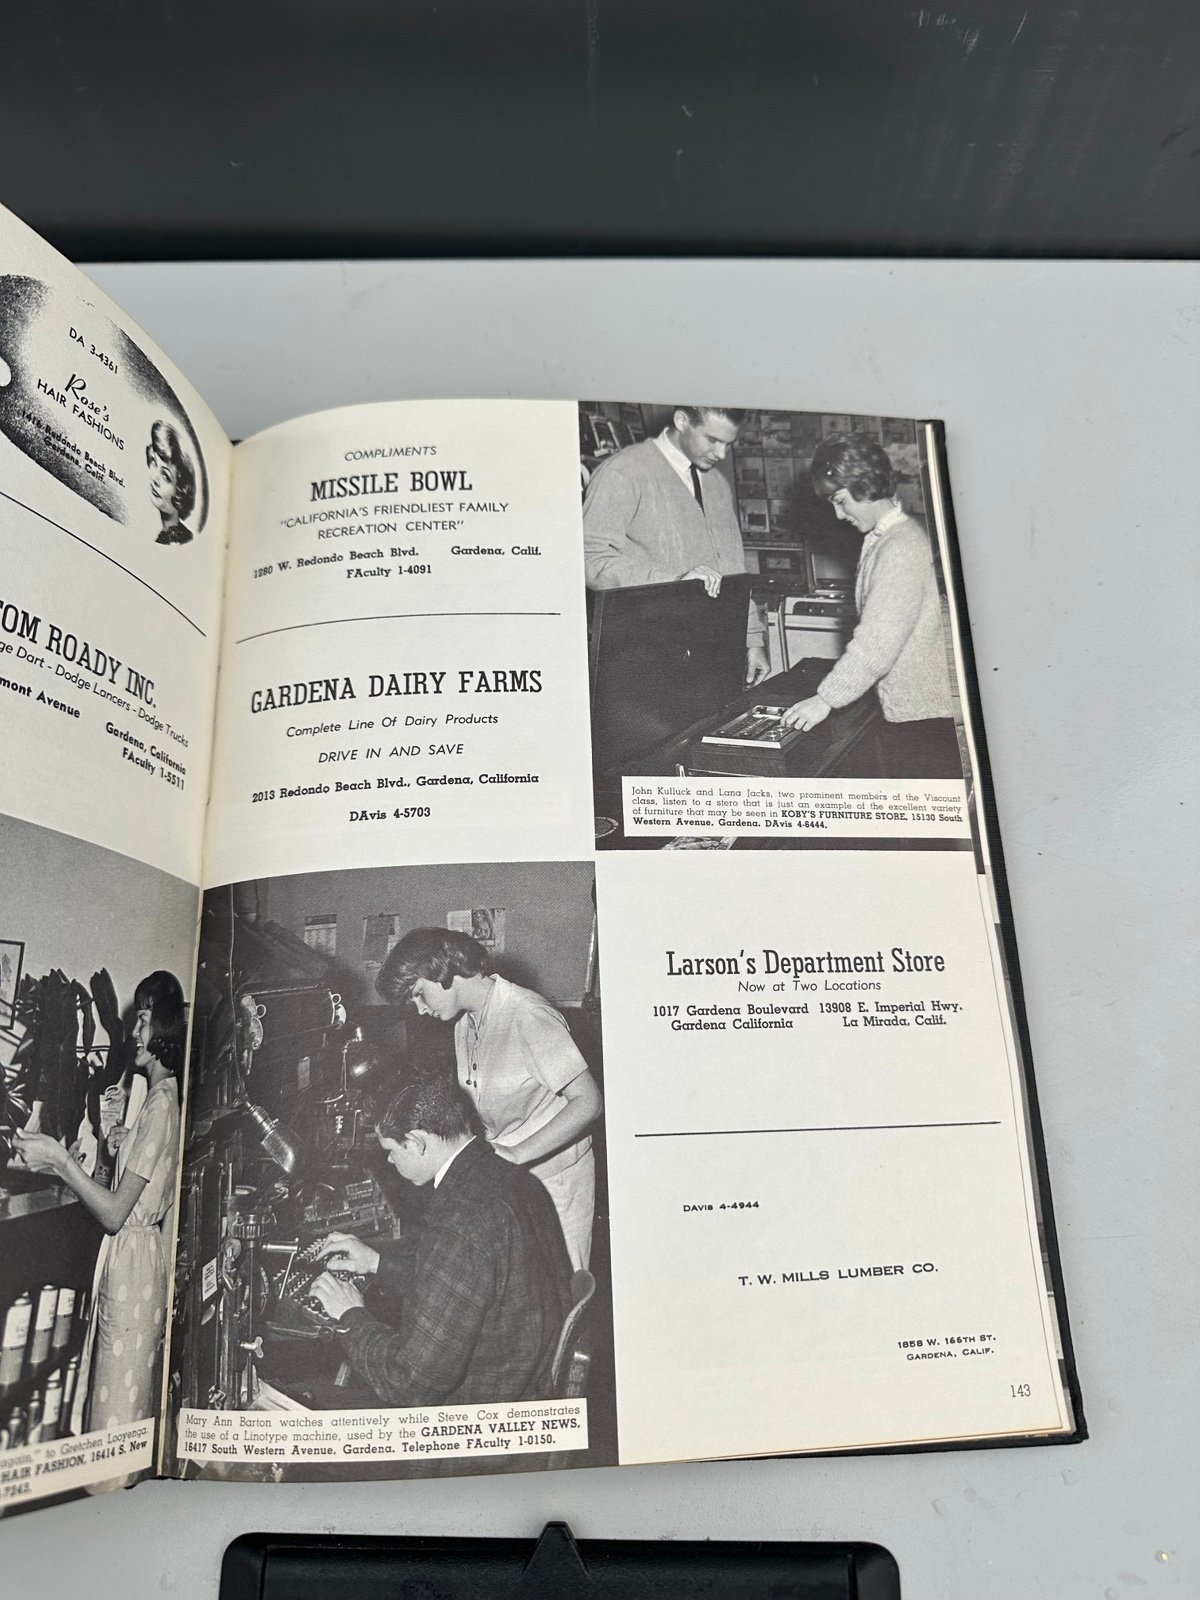 DA 3-4361
Rose's
HAIR FASHIONS
1416 Redondo Beach Blvd.
Gardena, Calif.
TOM ROADY INC.
ge Dart - Dodge Lancers - Dodge Trucks
mont Avenue
Gardena, California
FAculty 1-5511
again," to Gretchen Looyenga.
HAIR FASHION, 16414 S. New
-7243.
COMPLIMENTS
MISSILE BOWL
"CALIFORNIA'S FRIENDLIEST FAMILY
RECREATION CENTER"
1280 W. Redondo Beach Blvd. Gardena, Calif.
FAculty 1-4091
GARDENA DAIRY FARMS
Complete Line Of Dairy Products
DRIVE IN AND SAVE
2013 Redondo Beach Blvd., Gardena, California
DAvis 4-5703
John Kulluck and Lana Jacks, two prominent members of the Viscount
class, listen to a stero that is just an example of the excellent variety
of furniture that may be seen in KOBY'S FURNITURE STORE, 15130 South
Western Avenue, Gardena. DAvis 4-6444.
Mary Ann Barton watches attentively while Steve Cox demonstrates
the use of a Linotype machine, used by the GARDENA VALLEY NEWS,
16417 South Western Avenue, Gardena. Telephone FAculty 1-0150.
Larson's Department Store
Now at Two Locations
1017 Gardena Boulevard 13908 E. Imperial Hwy.
Gardena California La Mirada, Calif.
DAVIS 4-4944
T. W. MILLS LUMBER CO.
1858 W. 166TH ST.
GARDENA, CALIF.
143